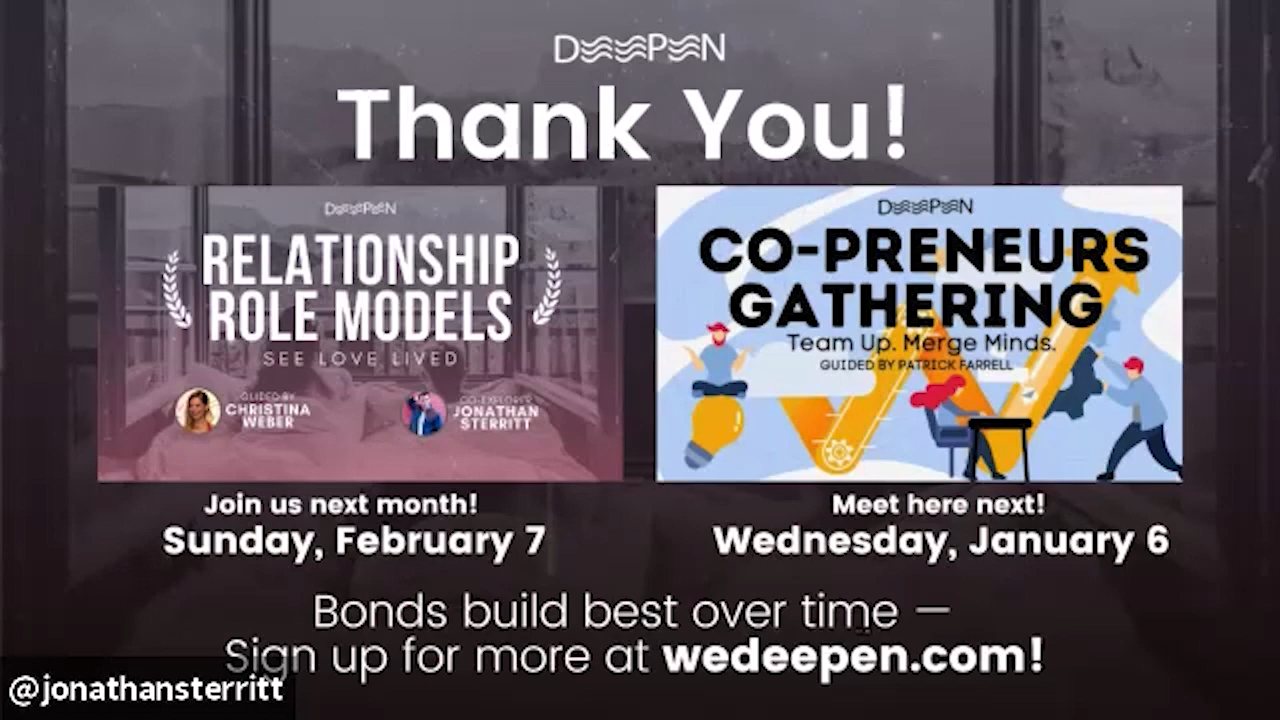 DEEPEN
Thank You!
DEEPEN
RELATIONSHIP
ROLE MODELS
SEE LOVE LIVED
GUIDED BY
CHRISTINA
WEBER
CO-EXPLORER
JONATHAN
STERRITT
DEEPEN
CO-PRENEURS
GATHERING
Team Up. Merge Minds.
GUIDED BY PATRICK FARRELL
Join us next month!
Sunday, February 7
Meet here next!
Wednesday, January 6
Bonds build best over time —
Sign up for more at wedeepen.com!
@jonathansterritt